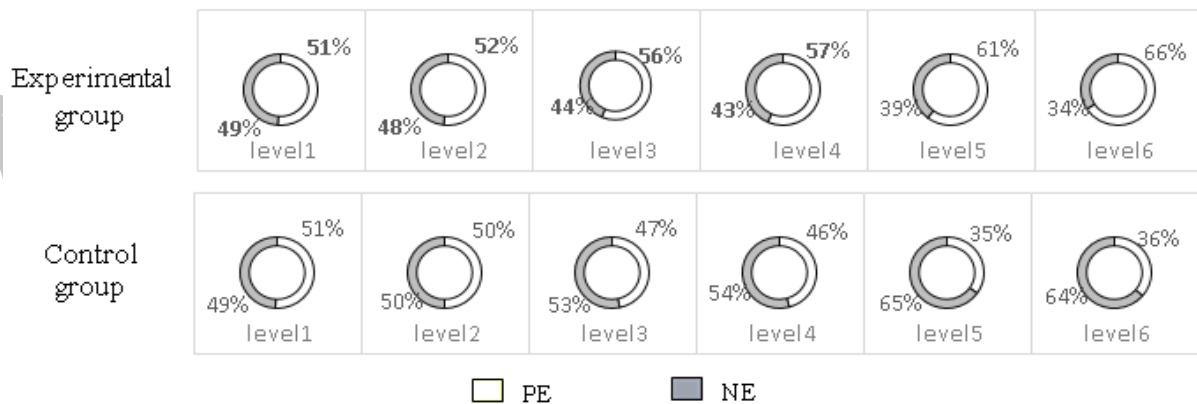 Experimental
group
51%
49%
level1
52%
48%
level2
56%
44%
level3
57%
43%
level4
61%
39%
level5
66%
34%
level6
Control
group
51%
49%
level1
50%
50%
level2
47%
53%
level3
46%
54%
level4
35%
65%
level5
36%
64%
level6
PE
NE